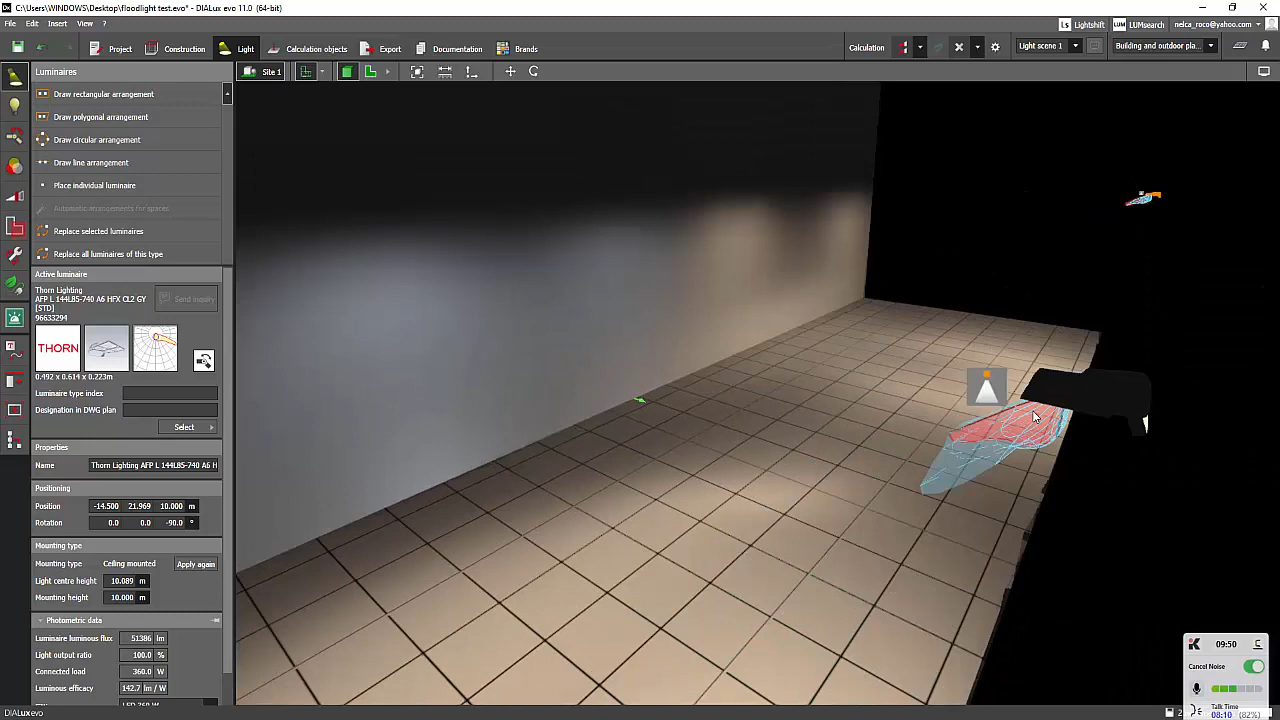 C:\Users\WINDOWS\Desktop\floodlight test.evo* - DIALux evo 11.0 (64-bit)
File Edit Insert View ?
Lightshift LUMsearch nelca_roco@yahoo.com
Project Construction Light Calculation objects Export Documentation Brands
Calculation Light scene 1 Building and outdoor pla...
Luminaires Site 1
Draw rectangular arrangement
Draw polygonal arrangement
Draw circular arrangement
Draw line arrangement
Place individual luminaire
Automatic arrangements for spaces
Replace selected luminaires
Replace all luminaires of this type
Active luminaire
Thorn Lighting
AFP L 144L85-740 A6 HFX CL2 GY
[STD]
96633294
Send inquiry
THORN
0.492 x 0.614 x 0.223m
Luminaire type index
Designation in DWG plan
Select
Properties
Name Thorn Lighting AFP L 144L85-740 A6 H
Positioning
Position -14.500 21.969 10.000 m
Rotation 0.0 0.0 -90.0 °
Mounting type
Mounting type Ceiling mounted Apply again
Light centre height 10.089 m
Mounting height 10.000 m
Photometric data
Luminaire luminous flux 51386 lm
Light output ratio 100.0 %
Connected load 360.0 W
Luminous efficacy 142.7 lm / W
DIALux evo
09:50
Cancel Noise
Talk Time
08:10 (82%)